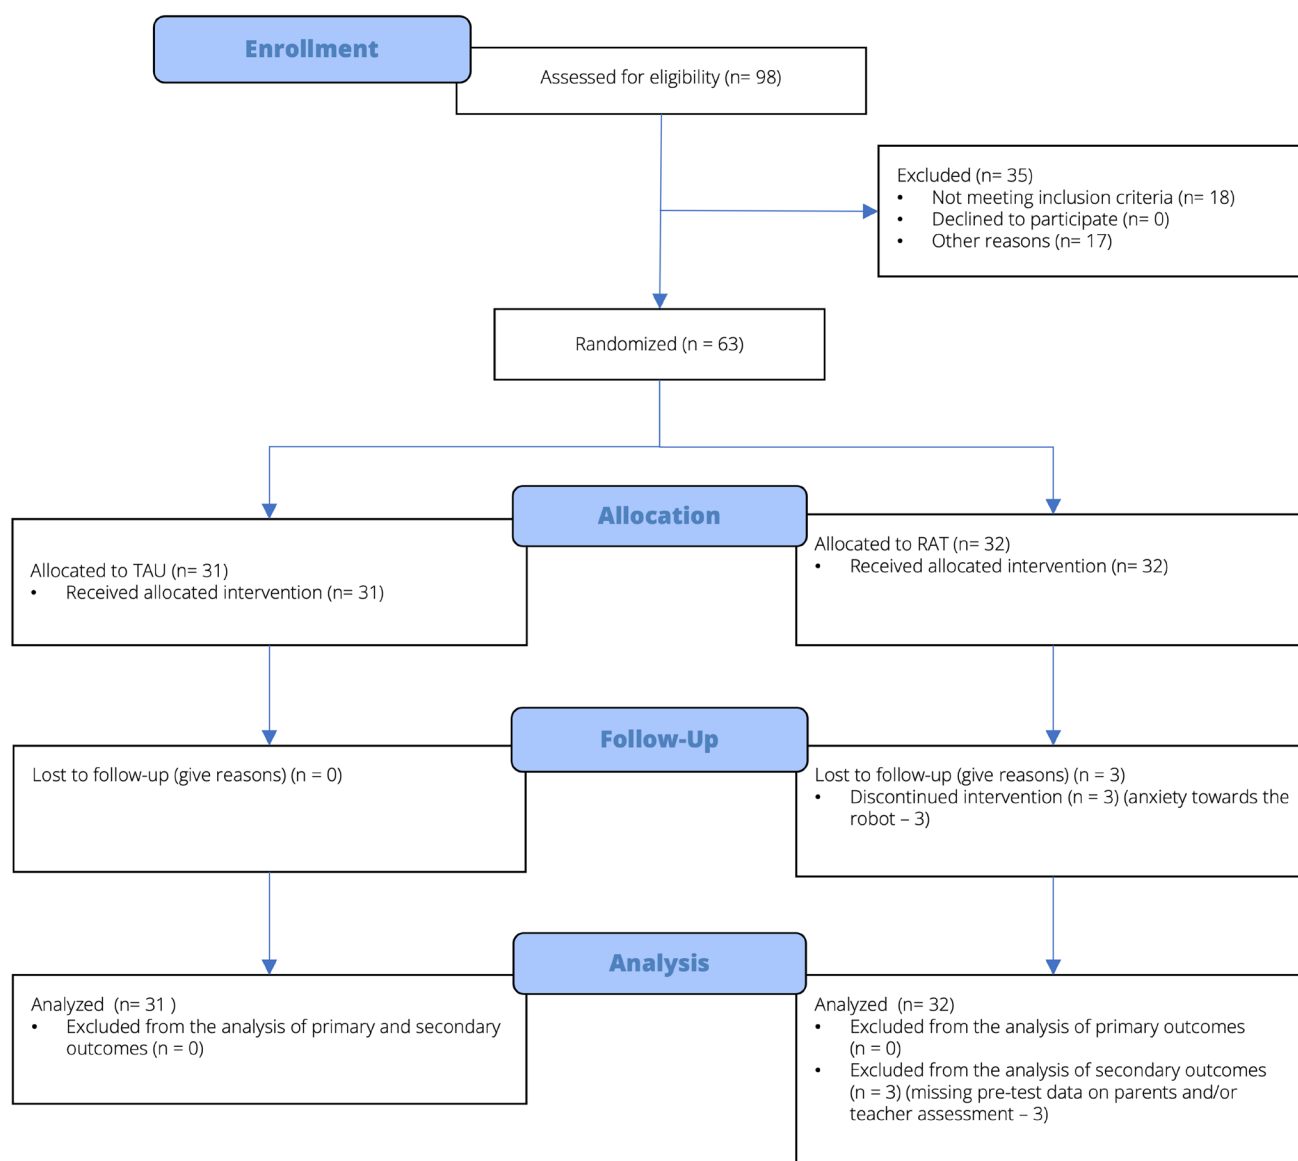 Enrollment
Assessed for eligibility (n= 98)
Excluded (n= 35)
• Not meeting inclusion criteria (n= 18)
• Declined to participate (n= 0)
• Other reasons (n= 17)
Randomized (n = 63)
Allocation
Allocated to TAU (n= 31)
• Received allocated intervention (n= 31)
Allocated to RAT (n= 32)
• Received allocated intervention (n= 32)
Follow-Up
Lost to follow-up (give reasons) (n = 0)
Lost to follow-up (give reasons) (n = 3)
• Discontinued intervention (n = 3) (anxiety towards the
robot – 3)
Analysis
Analyzed (n= 31 )
• Excluded from the analysis of primary and secondary
outcomes (n = 0)
Analyzed (n= 32)
• Excluded from the analysis of primary outcomes
(n = 0)
• Excluded from the analysis of secondary outcomes
(n = 3) (missing pre-test data on parents and/or
teacher assessment – 3)